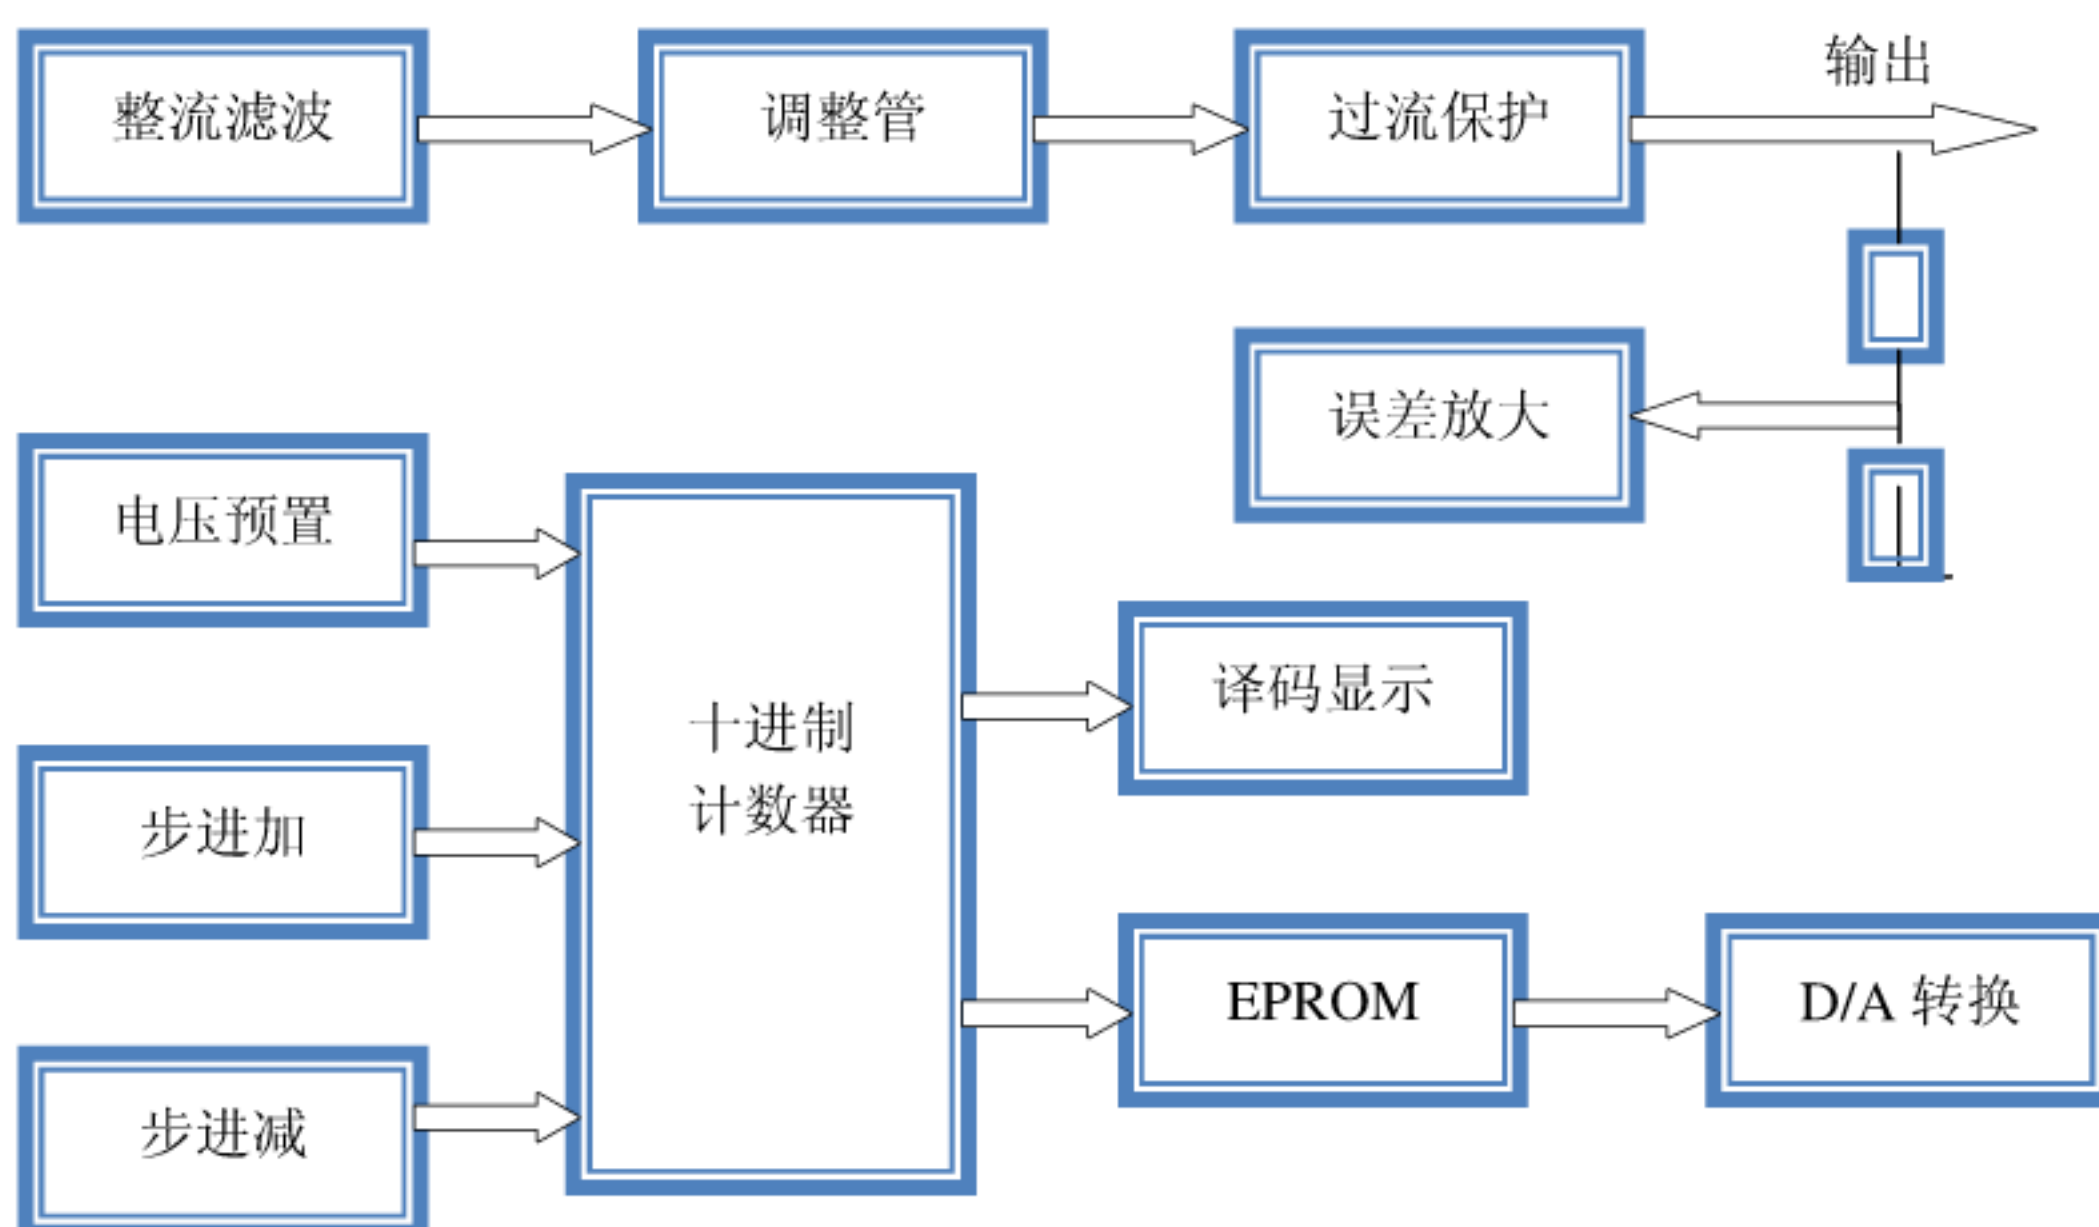 整流滤波
调整管
过流保护
输出
误差放大
电压预置
十进制
计数器
译码显示
步进加
EPROM
D/A 转换
步进减